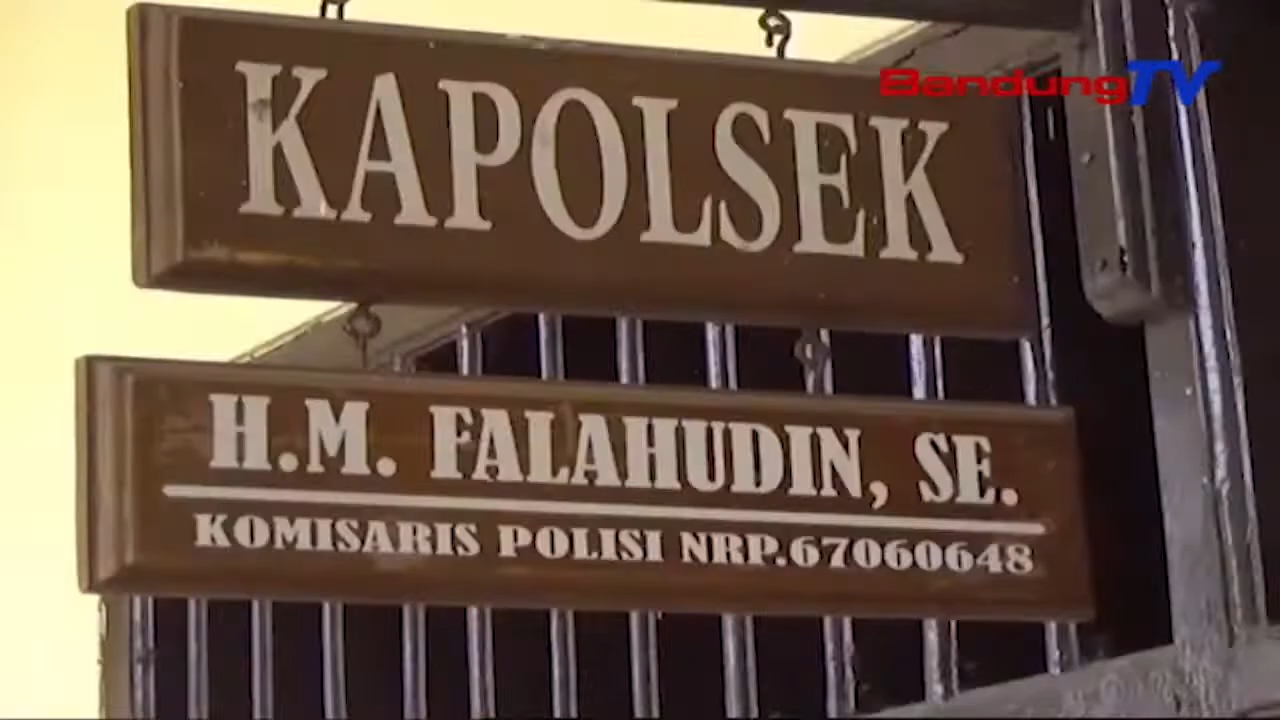 BandungTV
KAPOLSEK
H.M. FALAHUDIN, SE.
KOMISARIS POLISI NRP.67060648